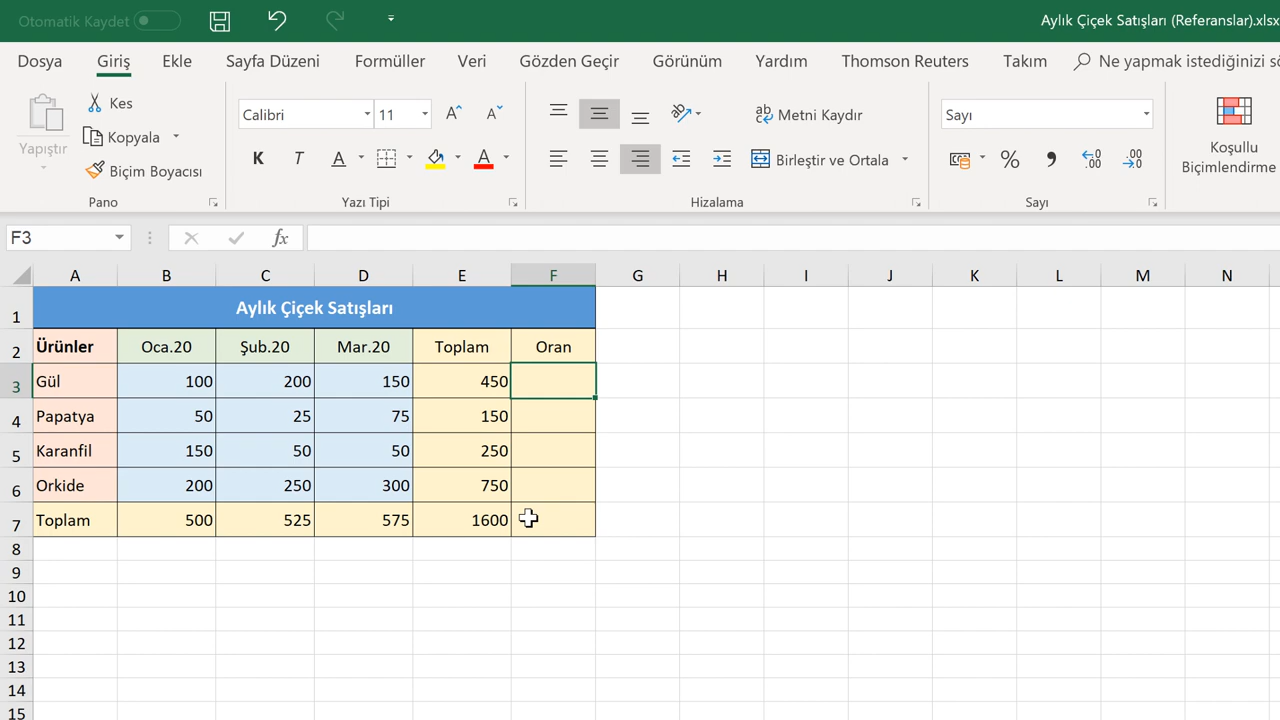 Otomatik Kaydet
Aylık Çiçek Satışları (Referanslar).xlsx
Dosya Giriş Ekle Sayfa Düzeni Formüller Veri Gözden Geçir Görünüm Yardım Thomson Reuters Takım Ne yapmak istediğinizi
Yapıştır
Kes
Kopyala
Biçim Boyacısı
Pano
Calibri 11
K T A A
Yazı Tipi
Metni Kaydır
Birleştir ve Ortala
Hizalama
Sayı
%
Sayı
Koşullu
Biçimlendirme
F3 fx
A B C D E F G H I J K L M N
1 Aylık Çiçek Satışları
2 Ürünler Oca.20 Şub.20 Mar.20 Toplam Oran
3 Gül 100 200 150 450
4 Papatya 50 25 75 150
5 Karanfil 150 50 50 250
6 Orkide 200 250 300 750
7 Toplam 500 525 575 1600
8
9
10
11
12
13
14
15